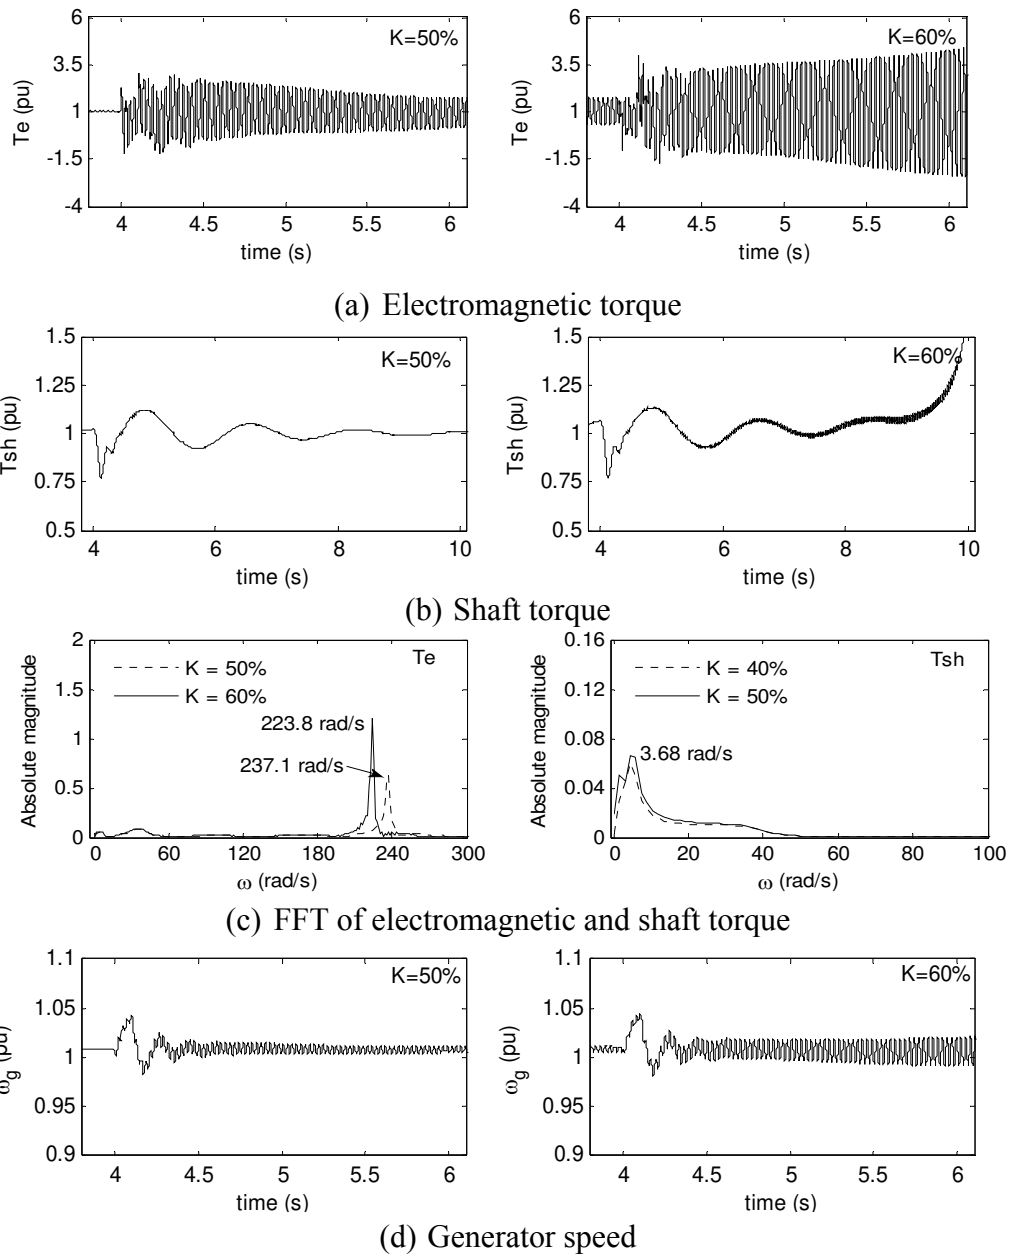 6
3.5
1
-1.5
-4
Te (pu)
K=50%
4
4.5
5
5.5
6
time (s)
6
3.5
1
-1.5
-4
Te (pu)
K=60%
4
4.5
5
5.5
6
time (s)
(a) Electromagnetic torque
1.5
1.25
1
0.75
0.5
Tsh (pu)
K=50%
4
6
8
10
time (s)
1.5
1.25
1
0.75
0.5
Tsh (pu)
K=60%
4
6
8
10
time (s)
(b) Shaft torque
2
1.5
1
0.5
0
Absolute magnitude
Te
K = 50%
K = 60%
223.8 rad/s
237.1 rad/s
0
60
120
180
240
300
ω (rad/s)
0.16
0.12
0.08
0.04
0
Absolute magnitude
Tsh
K = 40%
K = 50%
3.68 rad/s
0
20
40
60
80
100
ω (rad/s)
(c) FFT of electromagnetic and shaft torque
1.1
1.05
1
0.95
0.9
ωg (pu)
K=50%
4
4.5
5
5.5
6
time (s)
1.1
1.05
1
0.95
0.9
ωg (pu)
K=60%
4
4.5
5
5.5
6
time (s)
(d) Generator speed